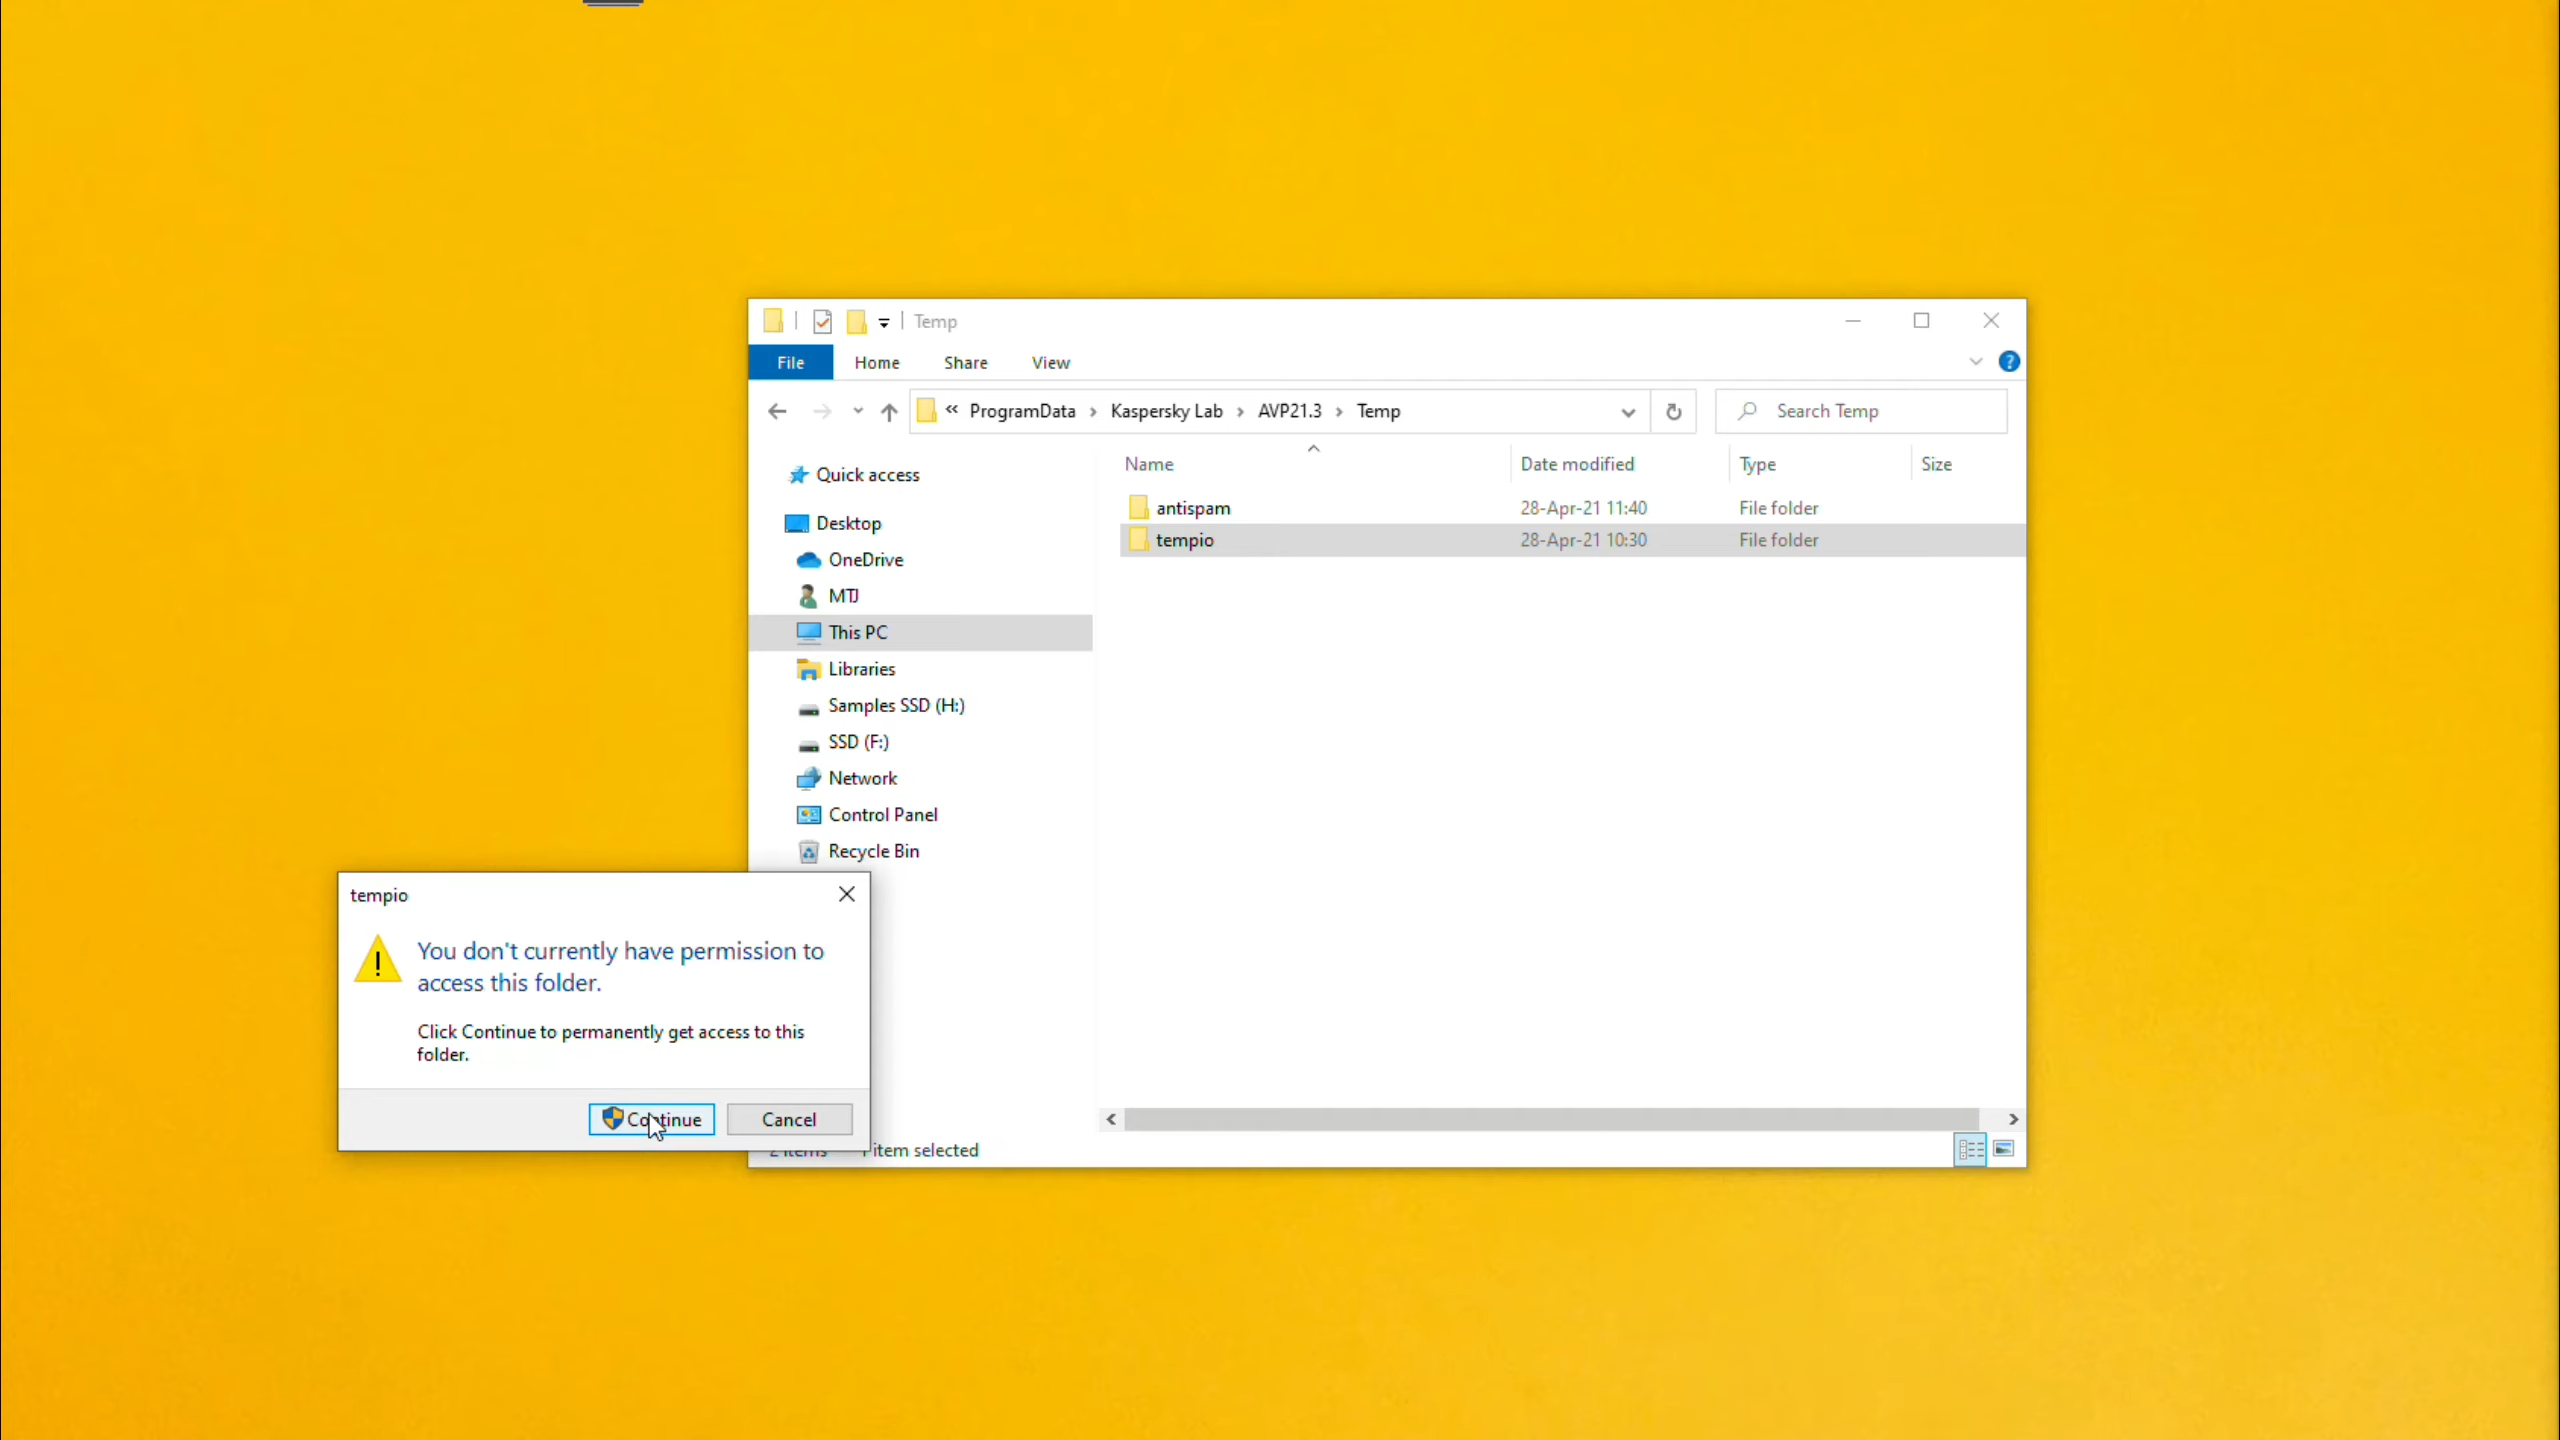 Temp
File Home Share View
« ProgramData › Kaspersky Lab › AVP21.3 › Temp
Search Temp
Name Date modified Type Size
antispam 28-Apr-21 11:40 File folder
tempio 28-Apr-21 10:30 File folder
Quick access
Desktop
OneDrive
MTJ
This PC
Libraries
Samples SSD (H:)
SSD (F:)
Network
Control Panel
Recycle Bin
tempio
You don't currently have permission to
access this folder.
Click Continue to permanently get access to this
folder.
Continue Cancel
2 items item selected